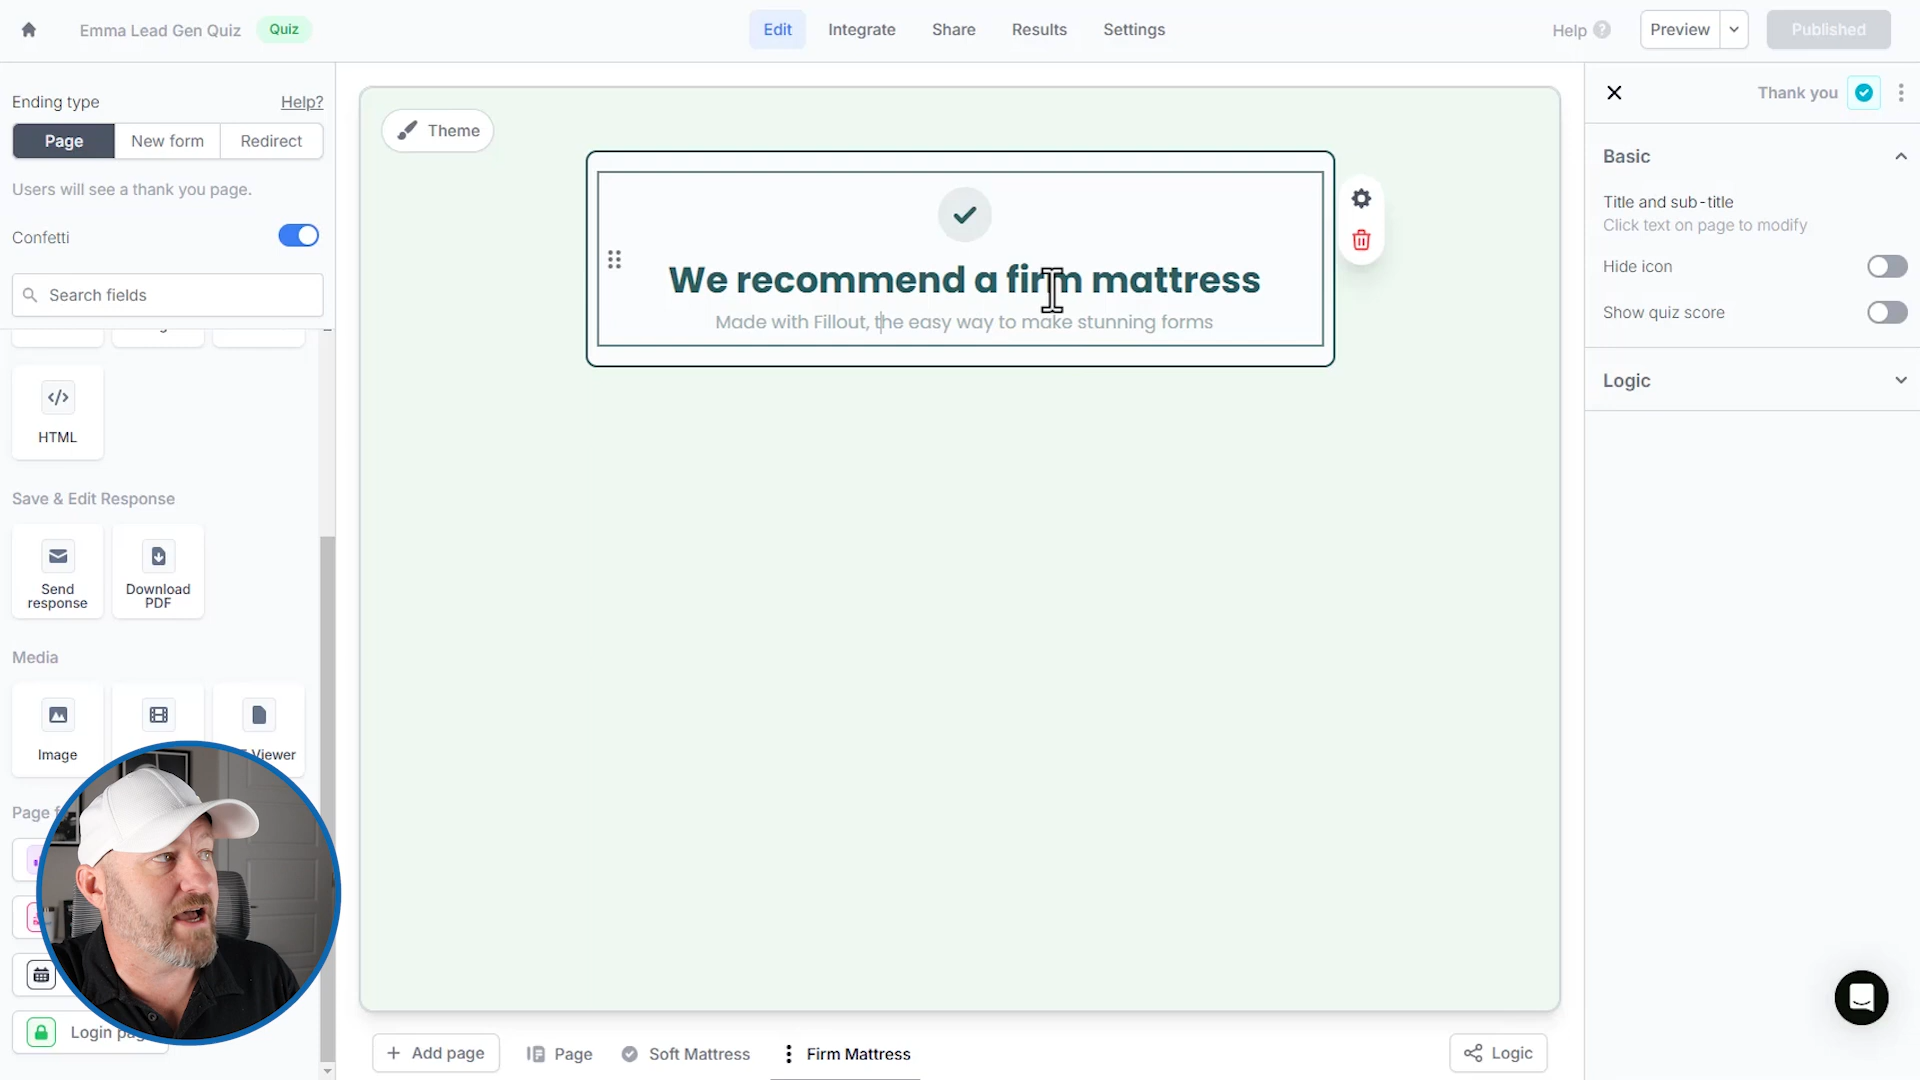 Emma Lead Gen Quiz
Quiz
Edit
Integrate
Share
Results
Settings
Help
Preview
Published
Ending type
Help?
Page
New form
Redirect
Users will see a thank you page.
Confetti
Search fields
HTML
Save & Edit Response
Send
response
Download
PDF
Media
Image
Viewer
Page
Login
Theme
We recommend a firm mattress
Made with Fillout, the easy way to make stunning forms
Thank you
Basic
Title and sub-title
Click text on page to modify
Hide icon
Show quiz score
Logic
Add page
Page
Soft Mattress
Firm Mattress
Logic